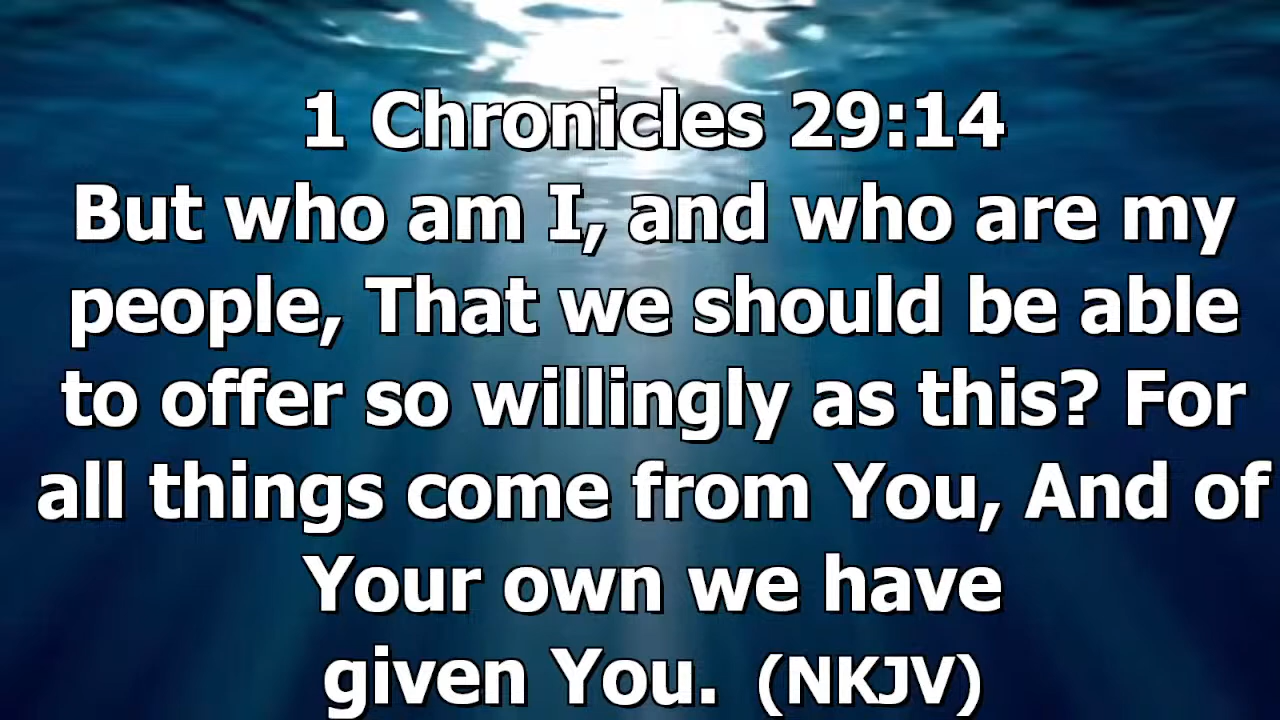 1 Chronicles 29:14
But who am I, and who are my
people, That we should be able
to offer so willingly as this? For
all things come from You, And of
Your own we have
given You. (NKJV)